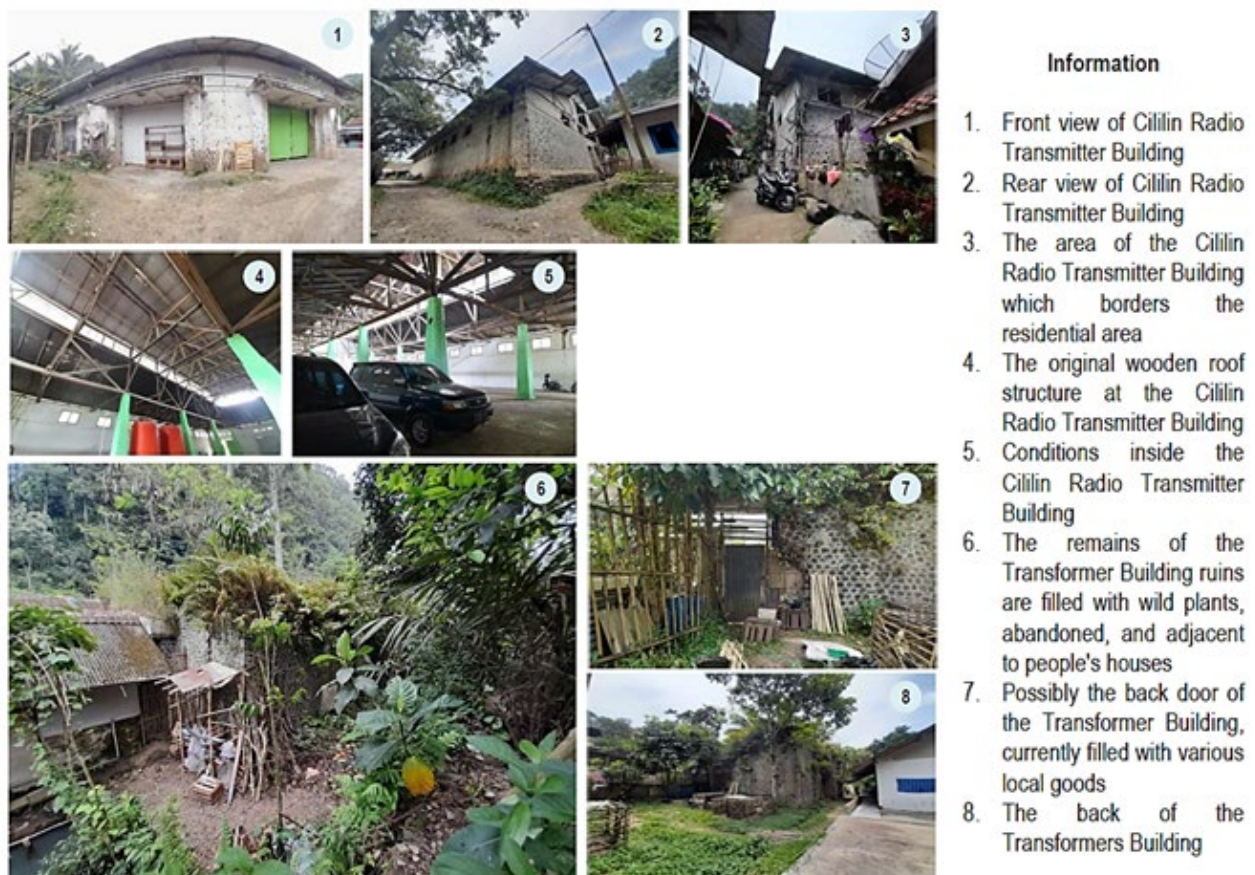 1
2
3
4
5
6
7
8
Information
1. Front view of Cililin Radio
Transmitter Building
2. Rear view of Cililin Radio
Transmitter Building
3. The area of the Cililin
Radio Transmitter Building
which borders the
residential area
4. The original wooden roof
structure at the Cililin
Radio Transmitter Building
5. Conditions inside the
Cililin Radio Transmitter
Building
6. The remains of the
Transformer Building ruins
are filled with wild plants,
abandoned, and adjacent
to people's houses
7. Possibly the back door of
the Transformer Building,
currently filled with various
local goods
8. The back of the
Transformers Building